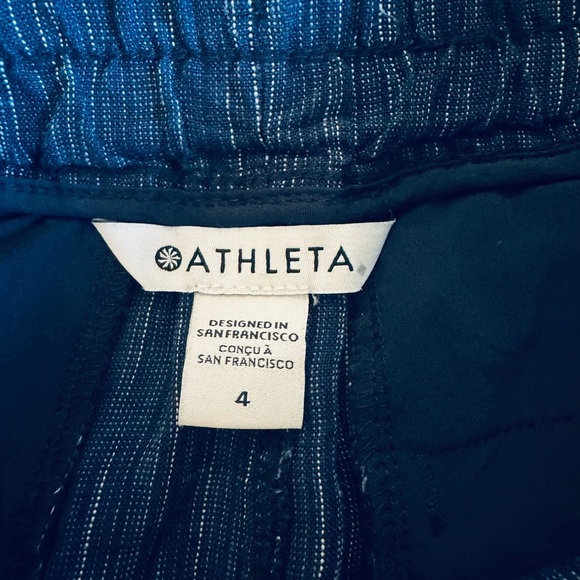 ATHLETA
DESIGNED IN
SAN FRANCISCO
CONÇU À
SAN FRANCISCO
4